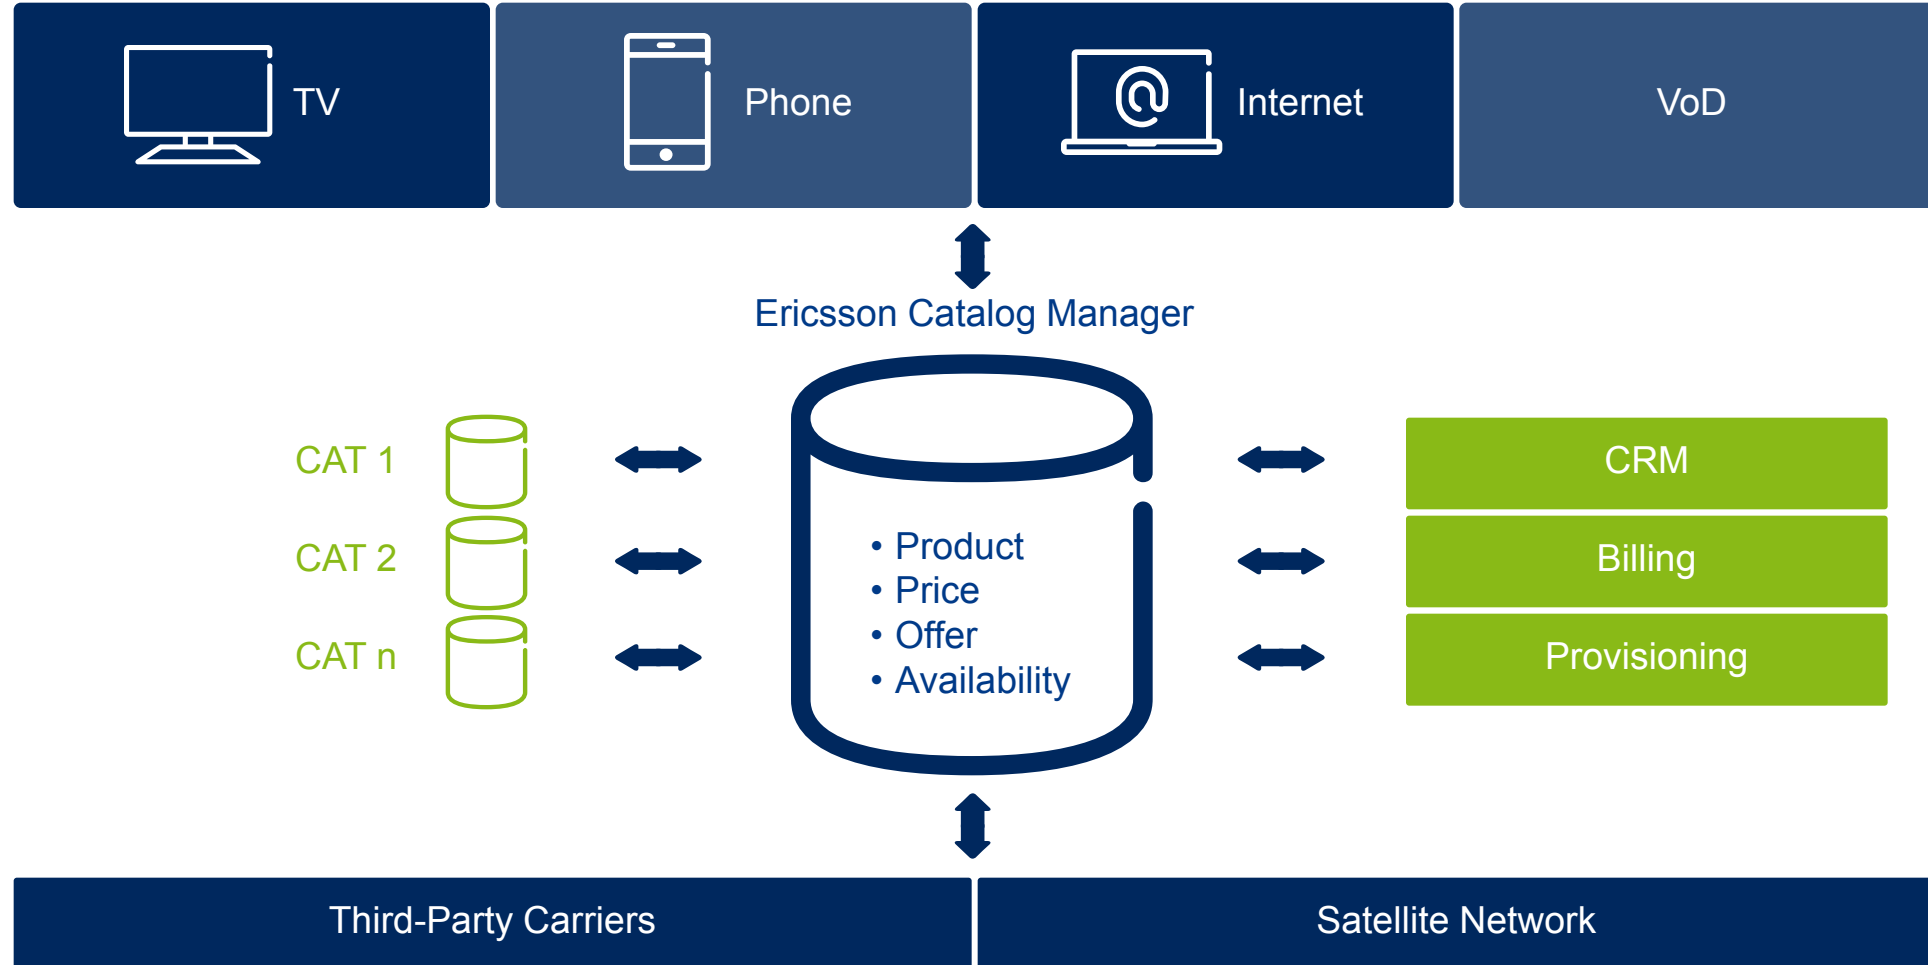 TV
Phone
Internet
VoD
Ericsson Catalog Manager
CAT 1
CAT 2
CAT n
• Product
• Price
• Offer
• Availability
CRM
Billing
Provisioning
Third-Party Carriers
Satellite Network